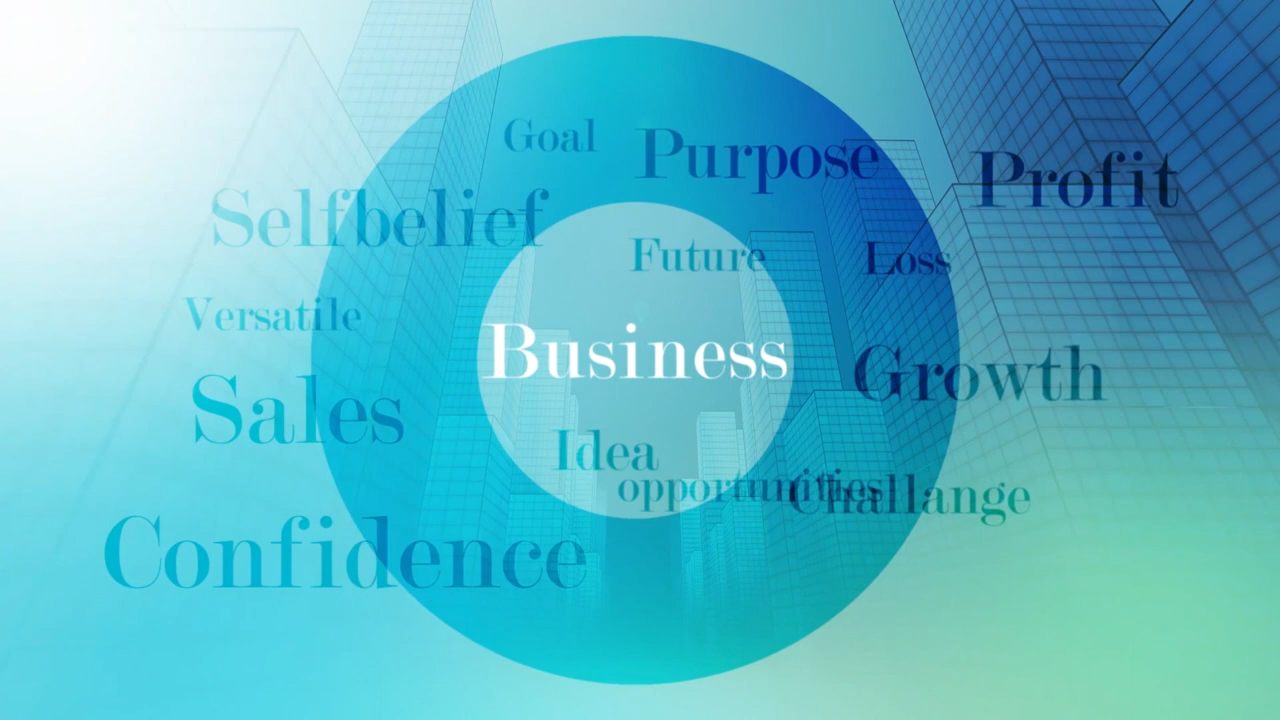 Goal
Purpose
Profit
Selfbelief
Future
Loss
Versatile
Business
Growth
Sales
Idea
opportunities
Challange
Confidence